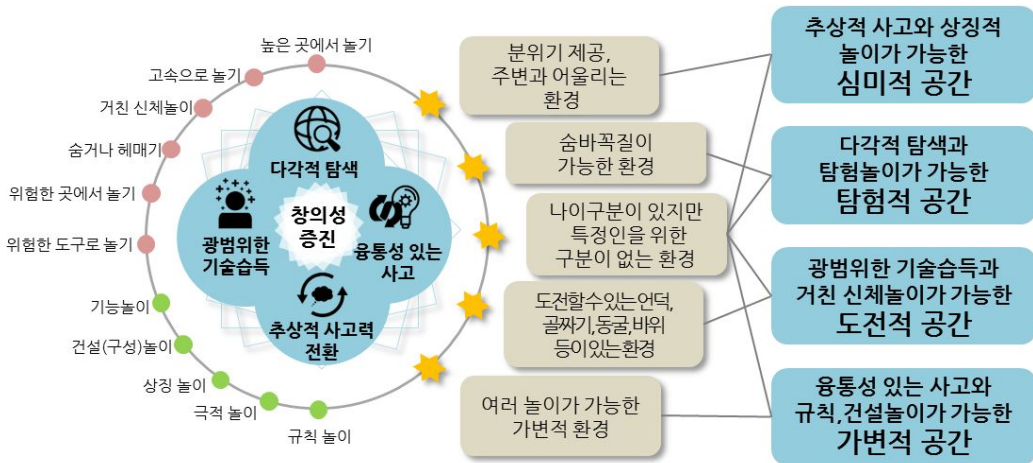 높은 곳에서 놀기
고속으로 놀기
거친 신체놀이
숨거나 헤매기
위험한 곳에서 놀기
위험한 도구로 놀기
기능놀이
건설(구성)놀이
상징 놀이
극적 놀이
규칙 놀이
다각적 탐색
창의성
증진
광범위한
기술습득
융통성 있는
사고
추상적 사고력
전환
분위기 제공,
주변과 어울리는
환경
숨바꼭질이
가능한 환경
나이구분이 있지만
특정인을 위한
구분이 없는 환경
도전할수있는언덕,
골짜기,동굴,바위
등이있는환경
여러 놀이가 가능한
가변적 환경
추상적 사고와 상징적
놀이가 가능한
심미적 공간
다각적 탐색과
탐험놀이가 가능한
탐험적 공간
광범위한 기술습득과
거친 신체놀이가 가능한
도전적 공간
융통성 있는 사고와
규칙,건설놀이가 가능한
가변적 공간